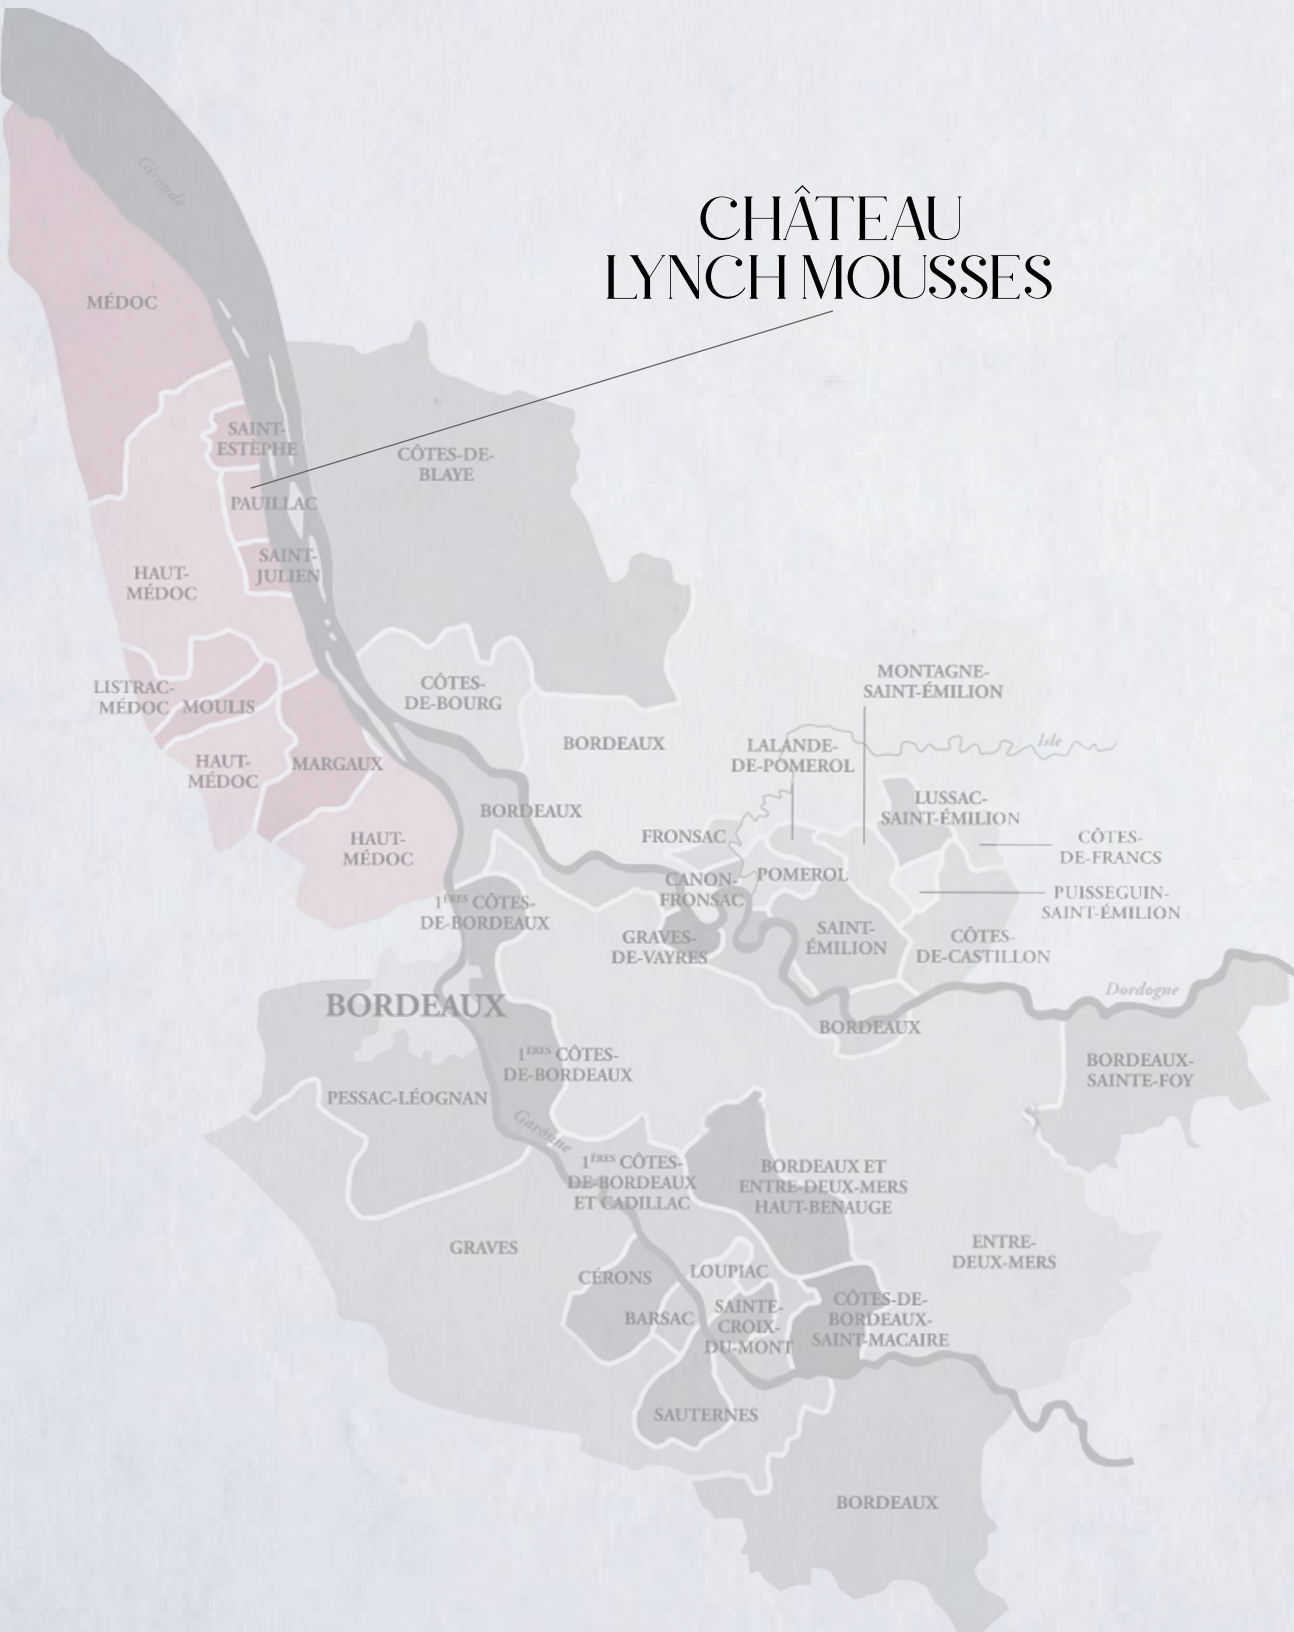 Gironde
CHÂTEAU
LYNCH MOUSSES
MÉDOC
SAINT-
ESTÈPHE
CÔTES-DE-
BLAYE
PAUILLAC
SAINT-
JULIEN
HAUT-
MÉDOC
LISTRAC-
MÉDOC
MOULIS
CÔTES-
DE-BOURG
MONTAGNE-
SAINT-ÉMILION
BORDEAUX
LALANDE-
DE-POMEROL
Isle
HAUT-
MÉDOC
MARGAUX
BORDEAUX
LUSSAC-
SAINT-ÉMILION
FRONSAC
CÔTES-
DE-FRANCS
HAUT-
MÉDOC
CANON-
FRONSAC
POMEROL
PUISSEGUIN-
SAINT-ÉMILION
1ÈRES CÔTES-
DE-BORDEAUX
GRAVES-
DE-VAYRES
SAINT-
ÉMILION
CÔTES-
DE-CASTILLON
Dordogne
BORDEAUX
BORDEAUX
1ÈRES CÔTES-
DE-BORDEAUX
BORDEAUX-
SAINTE-FOY
PESSAC-LÉOGNAN
Garonne
1ÈRES CÔTES-
DE-BORDEAUX
ET CADILLAC
BORDEAUX ET
ENTRE-DEUX-MERS
HAUT-BENAUGE
GRAVES
ENTRE-
DEUX-MERS
CÉRONS
LOUPIAC
BARSAC
SAINTE-
CROIX-
DU-MONT
CÔTES-DE-
BORDEAUX-
SAINT-MACAIRE
SAUTERNES
BORDEAUX